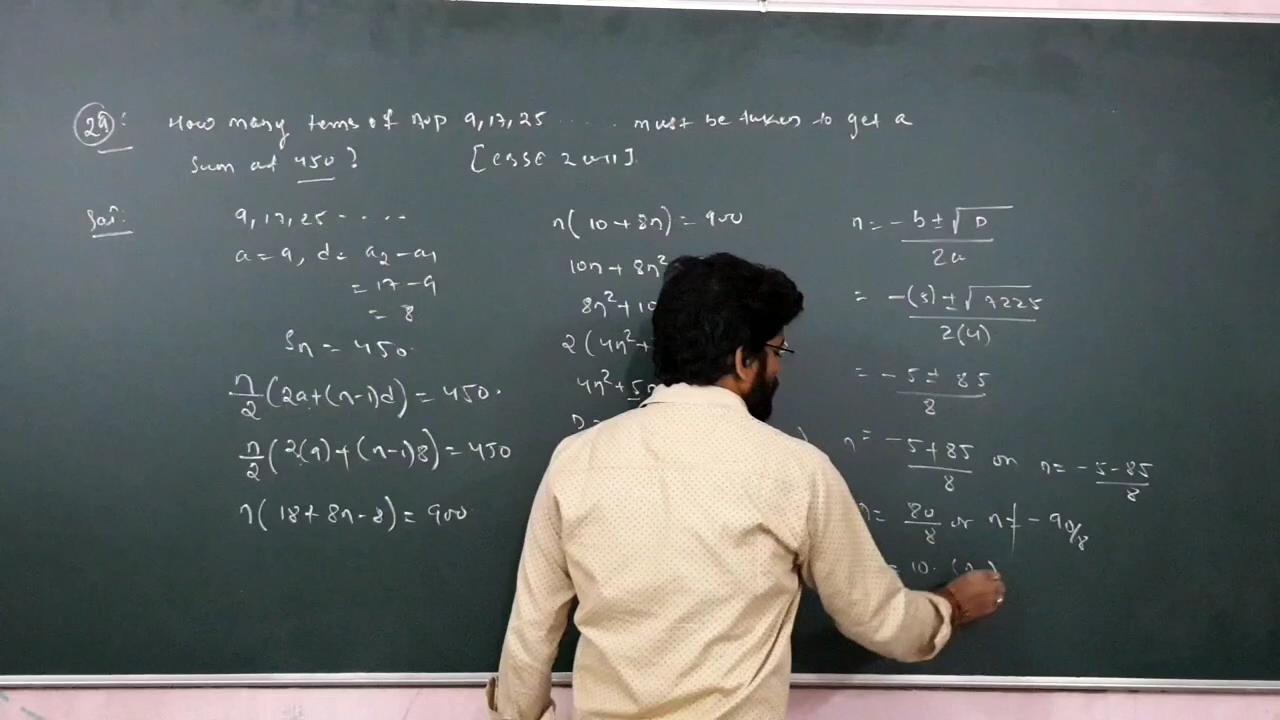 29: How many terms of A.P 9, 17, 25 .... must be taken to get a
Sum of 450? [CBSE 2011]
Sol:
9, 17, 25 - - - -
a = 9, d = a₂ - a₁
= 17 - 9
= 8
Sn = 450.
n/2 (2a + (n-1)d) = 450.
n/2 (2(9) + (n-1)8) = 450
n( 18 + 8n - 8) = 900
n( 10 + 8n) = 900
10n + 8n²
8n² + 10
2 (4n² +
4n² + 5n
D =
n = -b ± √D / 2a
= -(5) ± √7225 / 2(4)
= -5 ± 85 / 8
n = -5 + 85 / 8 or n = -5 - 85 / 8
n = 80/8 or n ≠ -90/8
= 10.